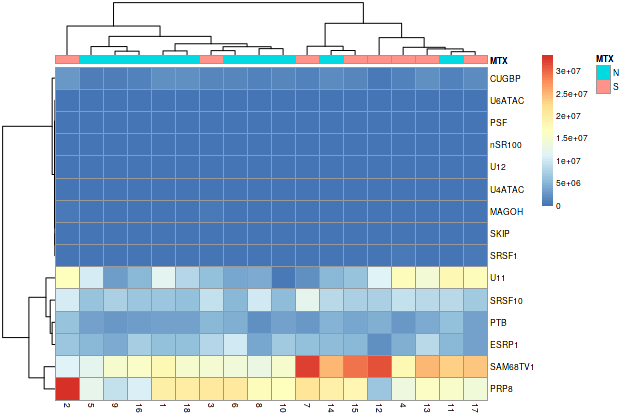 MTX
MTX
N
S
3e+07
2.5e+07
2e+07
1.5e+07
1e+07
5e+06
0
CUGBP
U6ATAC
PSF
nSR100
U12
U4ATAC
MAGOH
SKIP
SRSF1
U11
SRSF10
PTB
ESRP1
SAM68TV1
PRP8
2 5 9 16 1 18 3 6 8 10 7 14 15 12 4 13 11 17